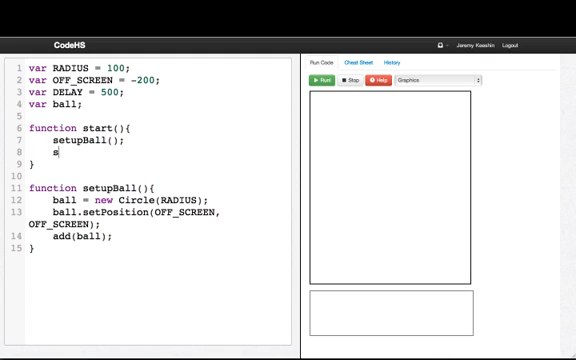 CodeHS
Jeremy Keeshin
Logout
1 var RADIUS = 100;
2 var OFF_SCREEN = -200;
3 var DELAY = 500;
4 var ball;
5
6 function start(){
7 setupBall();
8 s
9 }
10
11 function setupBall(){
12 ball = new Circle(RADIUS);
13 ball.setPosition(OFF_SCREEN,
OFF_SCREEN);
14 add(ball);
15 }
Run Code
Cheat Sheet
History
Run!
Stop
Help
Graphics